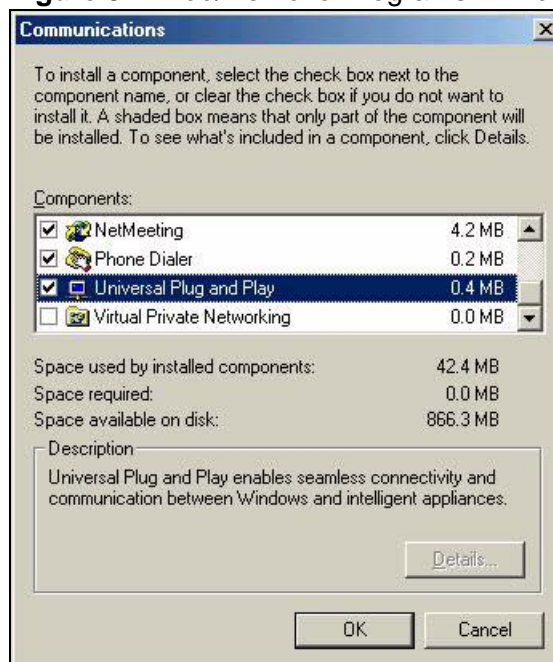 Communications
To install a component, select the check box next to the
component name, or clear the check box if you do not want to
install it. A shaded box means that only part of the component will
be installed. To see what's included in a component, click Details.
Components:
NetMeeting 4.2 MB
Phone Dialer 0.2 MB
Universal Plug and Play 0.4 MB
Virtual Private Networking 0.0 MB
Space used by installed components: 42.4 MB
Space required: 0.0 MB
Space available on disk: 866.3 MB
Description
Universal Plug and Play enables seamless connectivity and
communication between Windows and intelligent appliances.
Details...
OK Cancel